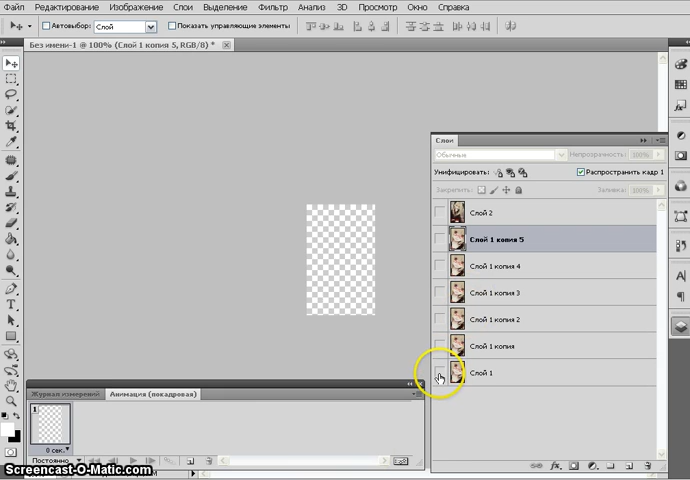 Файл Редактирование Изображение Слои Выделение Фильтр Анализ 3D Просмотр Окно Справка
Автовыбор: Слой Показать управляющие элементы
Без имени-1 @ 100% (Слой 1 копия 5, RGB/8) *
Слои
Обычные Непрозрачность: 100%
Унифицировать: Распространить кадр 1
Закрепить: Заливка: 100%
Слой 2
Слой 1 копия 5
Слой 1 копия 4
Слой 1 копия 3
Слой 1 копия 2
Слой 1 копия
Слой 1
Журнал измерений Анимация (покадровая)
1
0 сек.
Постоянно
Screencast-O-Matic.com
fx